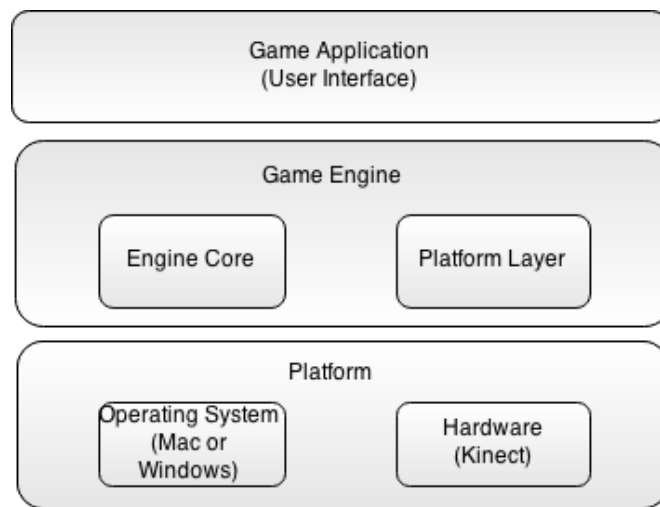 Game Application
(User Interface)
Game Engine
Engine Core
Platform Layer
Platform
Operating System
(Mac or
Windows)
Hardware
(Kinect)